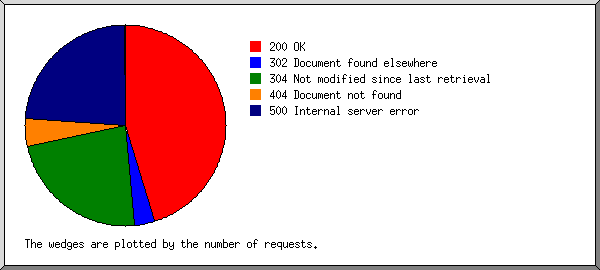 200 OK
302 Document found elsewhere
304 Not modified since last retrieval
404 Document not found
500 Internal server error
The wedges are plotted by the number of requests.